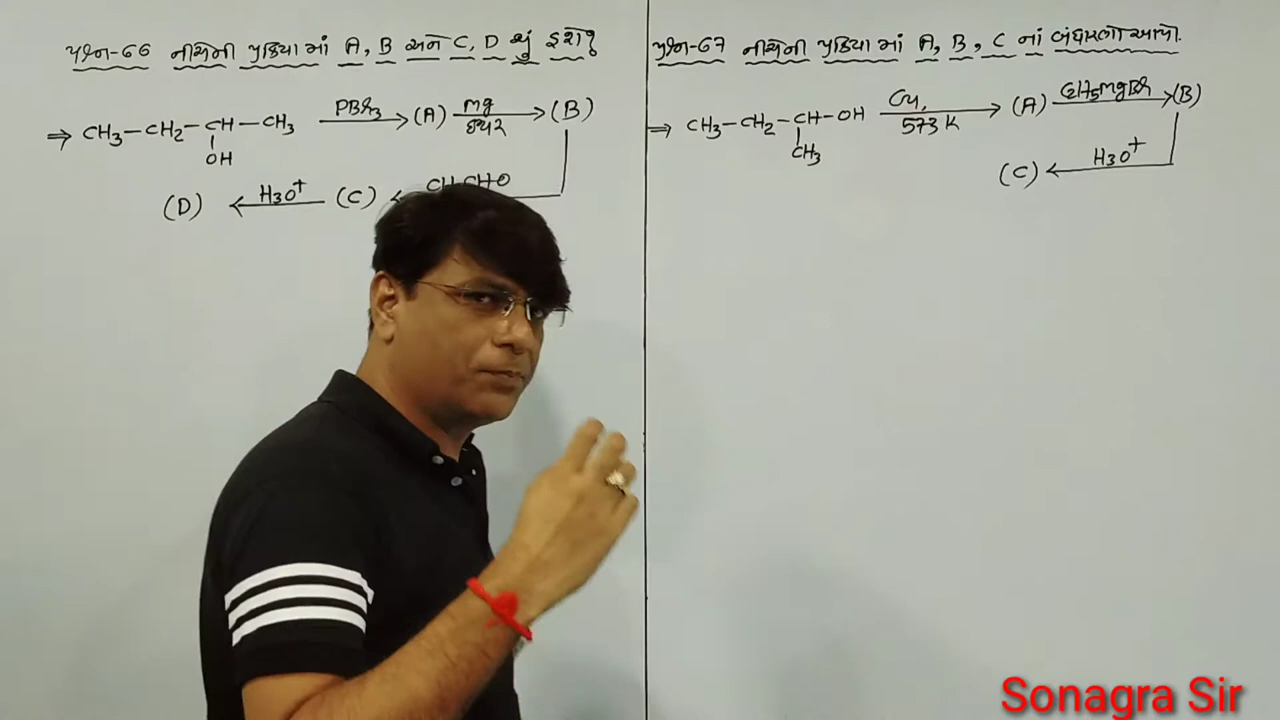 પ્રશ્ન-66 નીચેની પ્રક્રિયા માં A, B અને C, D શું હશે?
⇒ CH3-CH2-CH-CH3 PBr3 → (A) Mg ઈથર → (B)
OH
(D) ← H3O+ (C) ←
પ્રશ્ન-67 નીચેની પ્રક્રિયા માં A, B, C નાં બંધારણો આપો.
⇒ CH3-CH2-CH-OH Cu, 573 K → (A) C2H5MgBr → (B)
CH3
(C) ← H3O+
Sonagra Sir